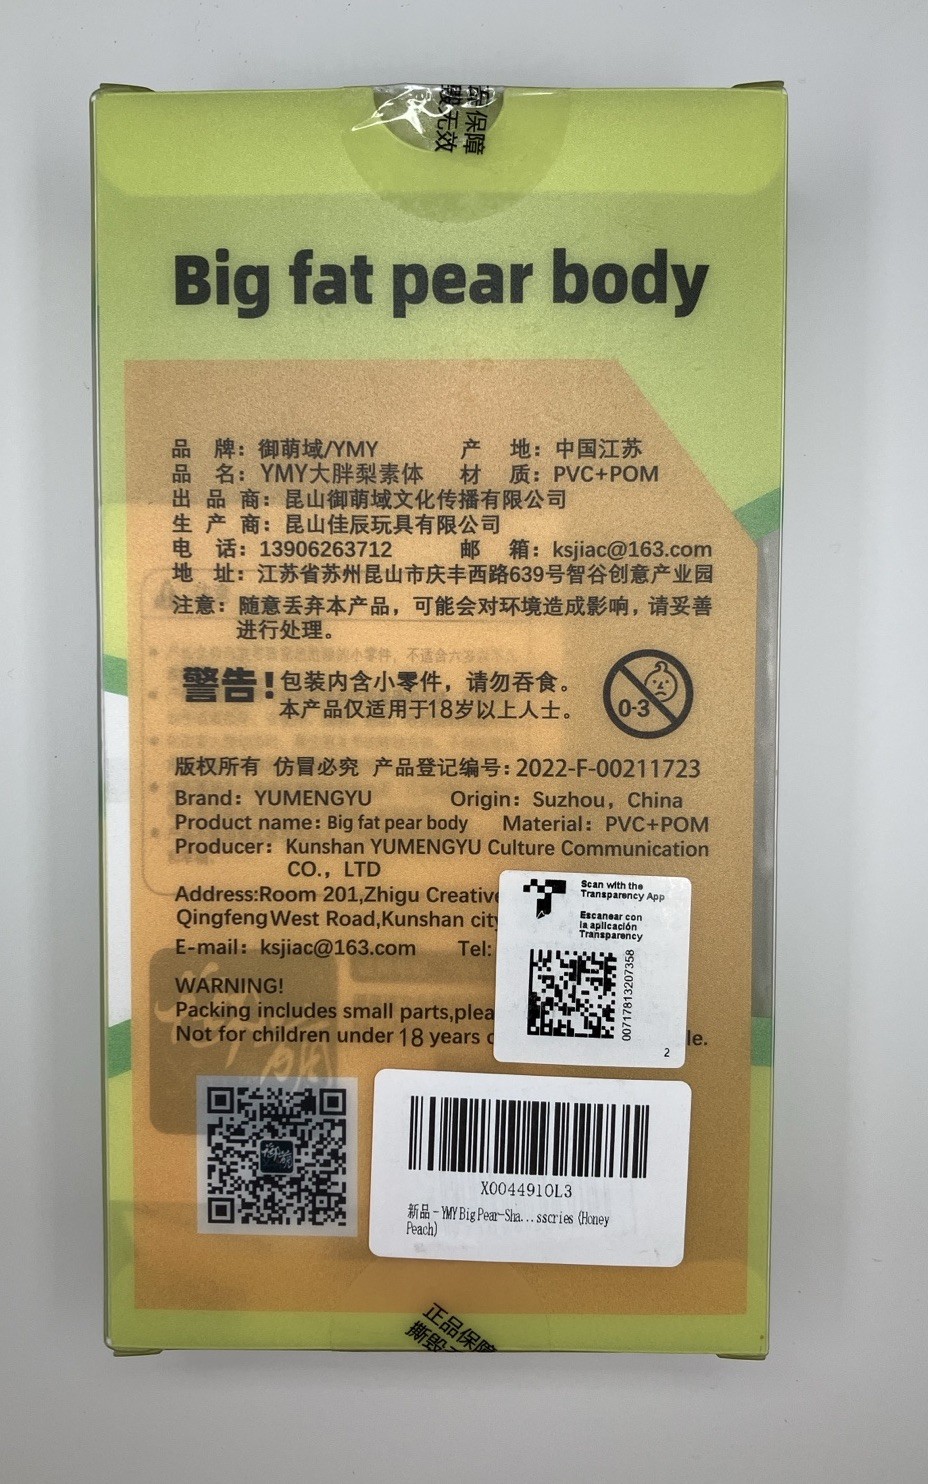 保障
毁无效
Big fat pear body
品 牌：御萌域/YMY 产 地：中国江苏
品 名：YMY大胖梨素体 材 质：PVC+POM
出 品 商：昆山御萌域文化传播有限公司
生 产 商：昆山佳辰玩具有限公司
电 话：13906263712 邮 箱：ksjiac@163.com
地 址：江苏省苏州昆山市庆丰西路639号智谷创意产业园
注意：随意丢弃本产品，可能会对环境造成影响，请妥善
进行处理。
警告！包装内含小零件，请勿吞食。
本产品仅适用于18岁以上人士。
0-3
版权所有 仿冒必究 产品登记编号：2022-F-00211723
Brand：YUMENGYU Origin：Suzhou，China
Product name：Big fat pear body Material：PVC+POM
Producer：Kunshan YUMENGYU Culture Communication
CO.，LTD
Address:Room 201,Zhigu Creative
QingfengWest Road,Kunshan city
E-mail：ksjiac@163.com Tel:
WARNING!
Packing includes small parts,plea
Not for children under 18 years o le.
Scan with the
Transparency App
Escanear con
la aplicación
Transparency
00717813207358
2
X0044910L3
新品 - YMY Big Pear-Sha...sscries (Honey
Peach)
正品保障
撕毁